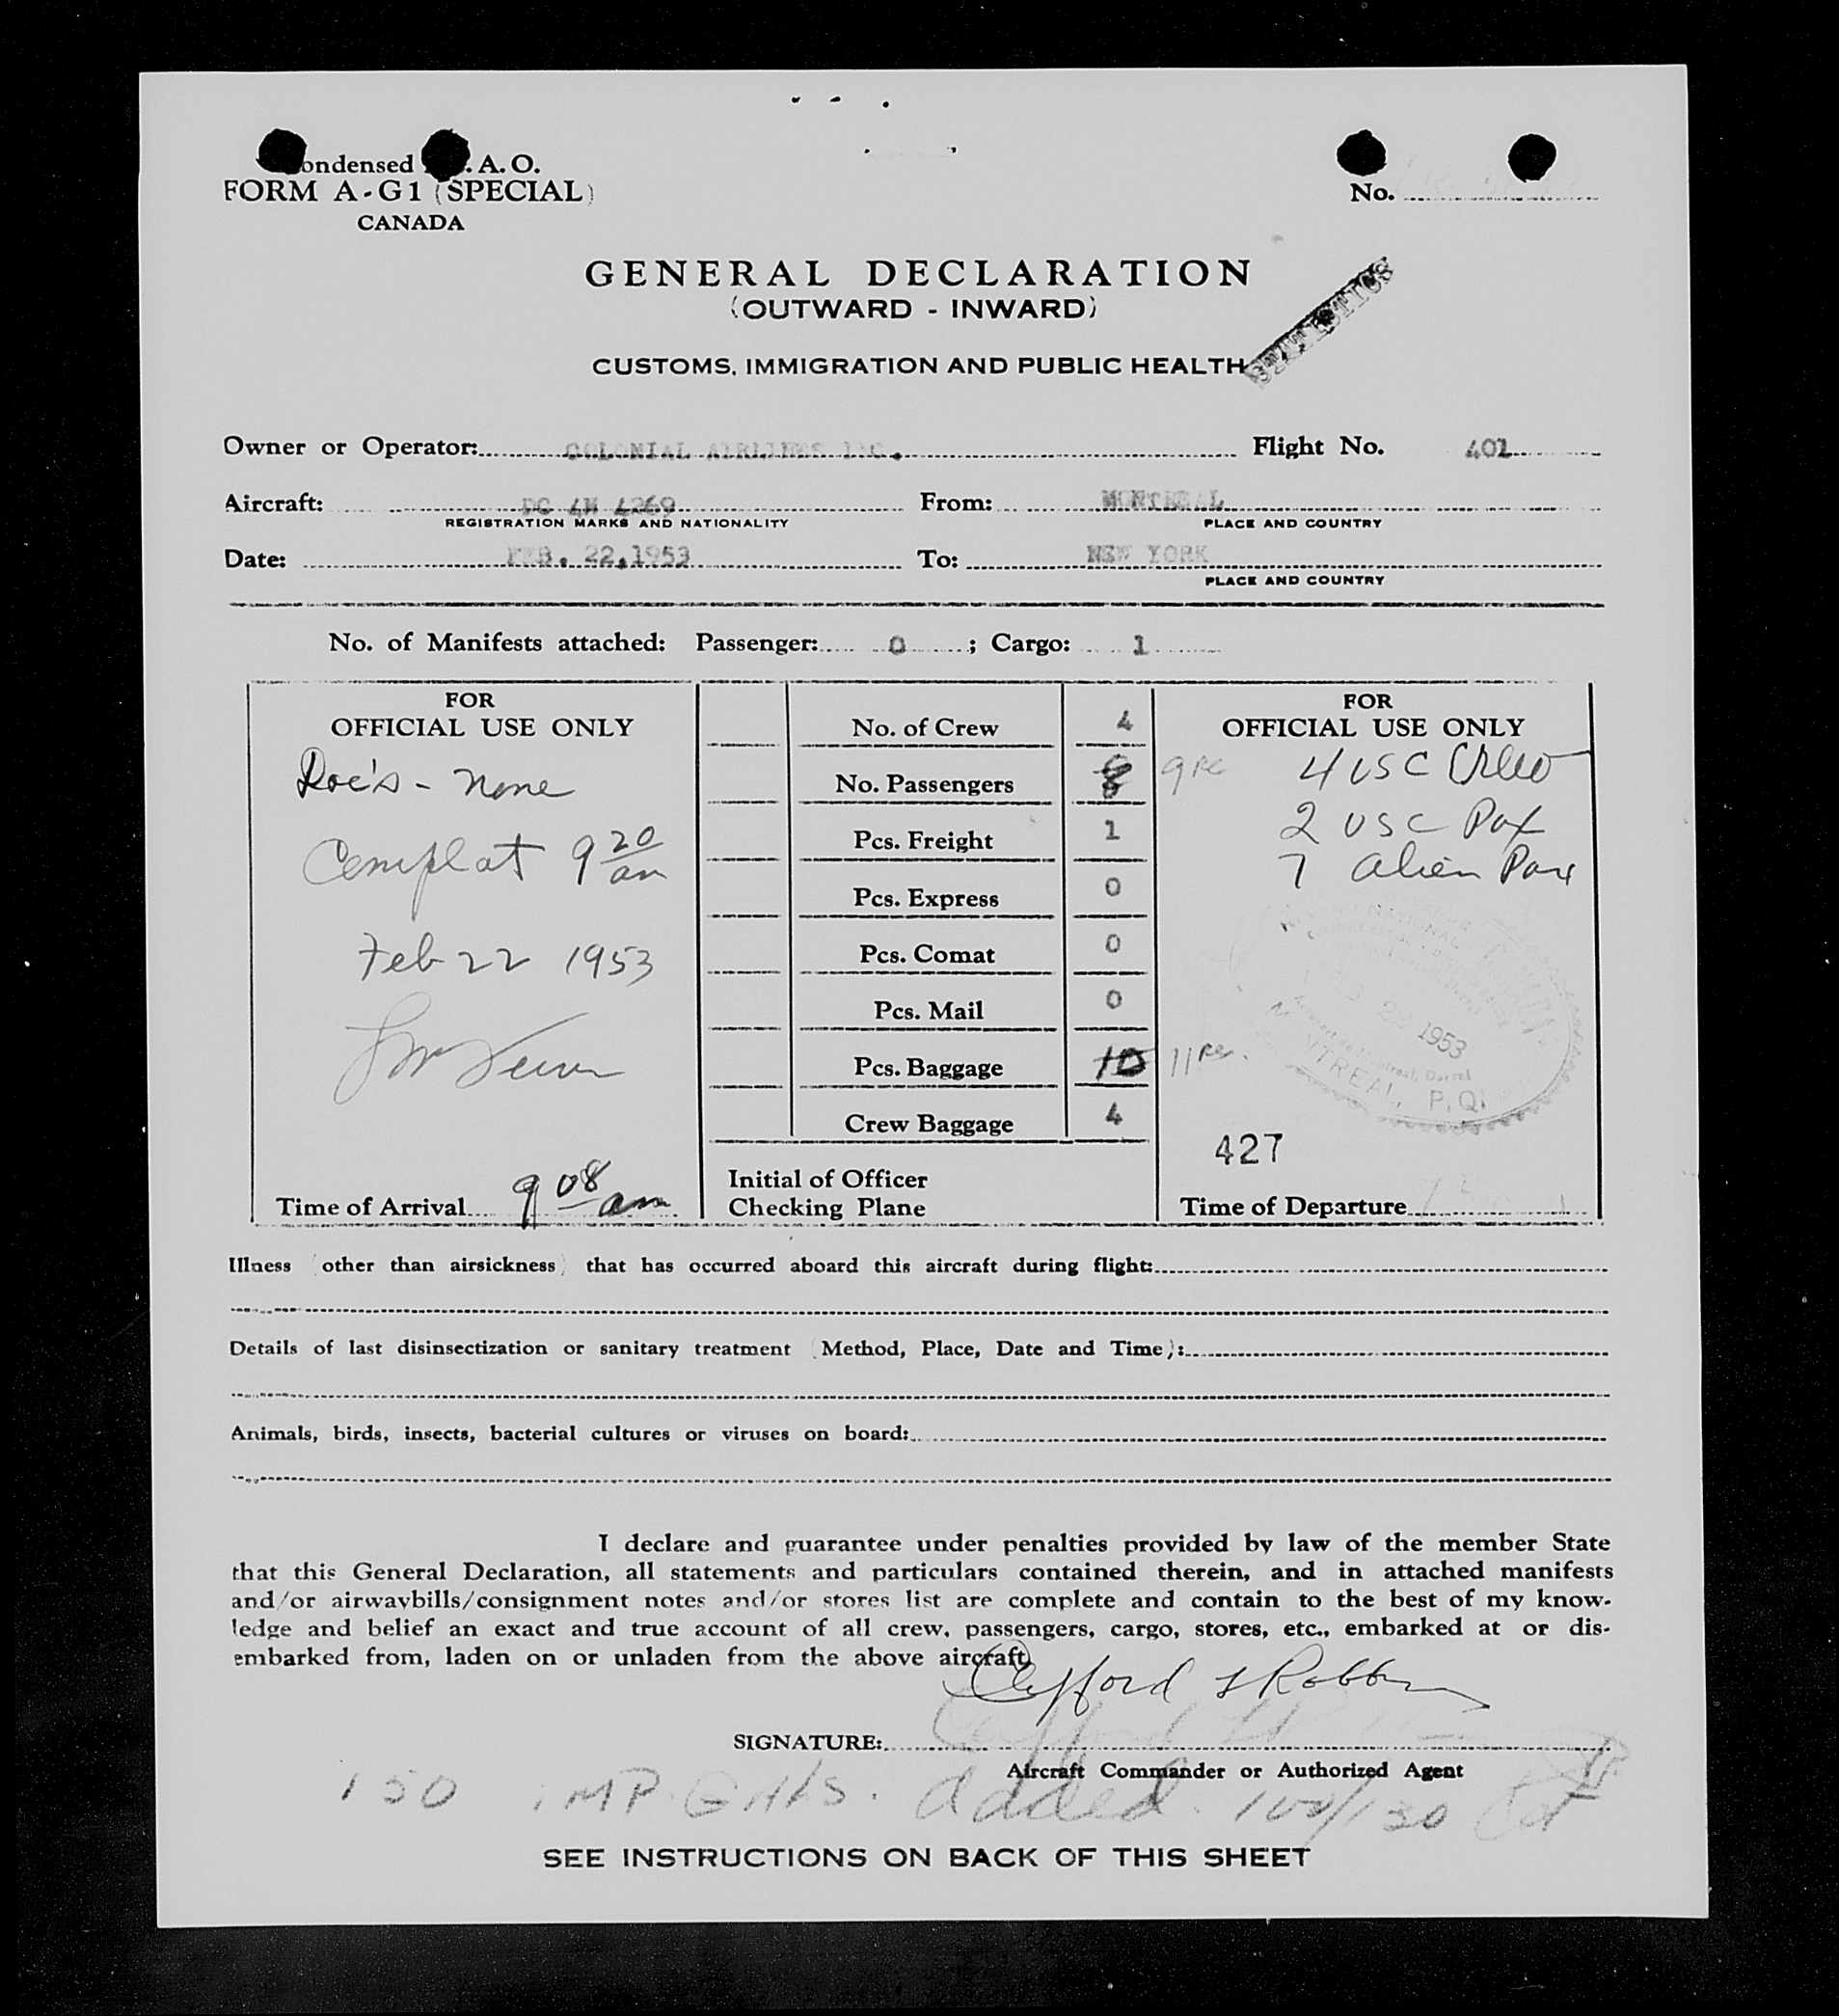 ondensed . A. O.
FORM A-G1 (SPECIAL)
CANADA
No.
GENERAL DECLARATION
(OUTWARD - INWARD)
CUSTOMS, IMMIGRATION AND PUBLIC HEALTH
STATISTICS
Owner or Operator: COLONIAL AIRLINES INC. Flight No. 401
Aircraft: DC 4N 4269 From: MONTREAL
REGISTRATION MARKS AND NATIONALITY PLACE AND COUNTRY
Date: FEB. 22,1953 To: NEW YORK
PLACE AND COUNTRY
No. of Manifests attached: Passenger: 0 ; Cargo: 1
FOR
OFFICIAL USE ONLY
Roc's - none
9 20 am
Feb 22 1953
Time of Arrival 9 08 am
No. of Crew 4
No. Passengers 8 9
Pcs. Freight 1
Pcs. Express 0
Pcs. Comat 0
Pcs. Mail 0
Pcs. Baggage 10 11
Crew Baggage 4
Initial of Officer
Checking Plane
FOR
OFFICIAL USE ONLY
4 USC Crew
2 USC Pax
7 alien Pax
1953
MONTREAL, P.Q.
427
Time of Departure
Illness (other than airsickness) that has occurred aboard this aircraft during flight:
Details of last disinsectization or sanitary treatment (Method, Place, Date and Time):
Animals, birds, insects, bacterial cultures or viruses on board:
I declare and guarantee under penalties provided by law of the member State
that this General Declaration, all statements and particulars contained therein, and in attached manifests
and/or airwaybills/consignment notes and/or stores list are complete and contain to the best of my know-
ledge and belief an exact and true account of all crew, passengers, cargo, stores, etc., embarked at or dis-
embarked from, laden on or unladen from the above aircraft.
Clifford
SIGNATURE:
Aircraft Commander or Authorized Agent
150 IMP. GALS. added 100/130
SEE INSTRUCTIONS ON BACK OF THIS SHEET